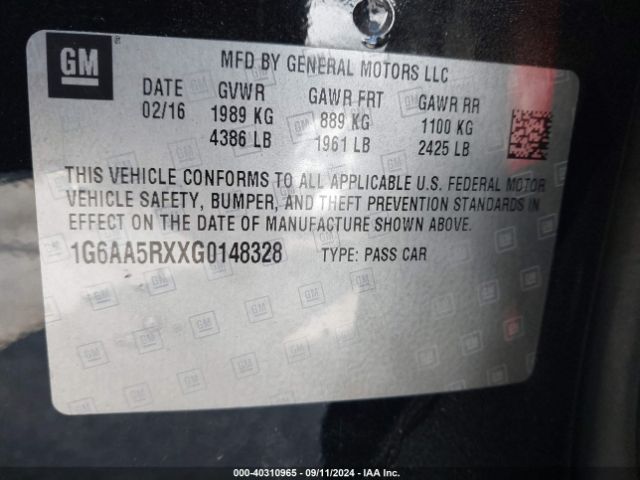 GM
MFD BY GENERAL MOTORS LLC
DATE GVWR GAWR FRT GAWR RR
02/16 1989 KG 889 KG 1100 KG
4386 LB 1961 LB 2425 LB
THIS VEHICLE CONFORMS TO ALL APPLICABLE U.S. FEDERAL MOTOR
VEHICLE SAFETY, BUMPER, AND THEFT PREVENTION STANDARDS IN
EFFECT ON THE DATE OF MANUFACTURE SHOWN ABOVE.
1G6AA5RXXG0148328 TYPE: PASS CAR
© - 40310965 - 09/11/2024 - IAA Inc.